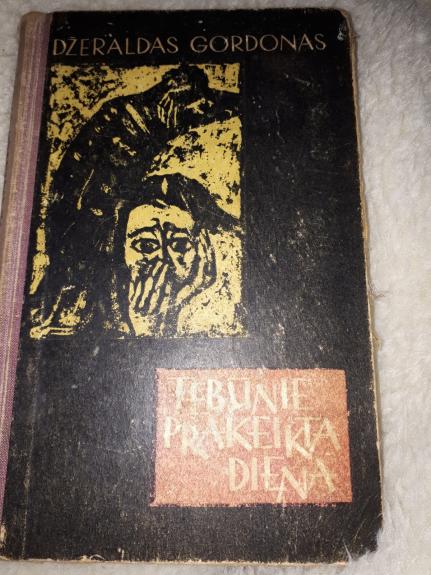 DŽERALDAS GORDONAS
TEBŪNIE
PRAKEIKTA
DIENA